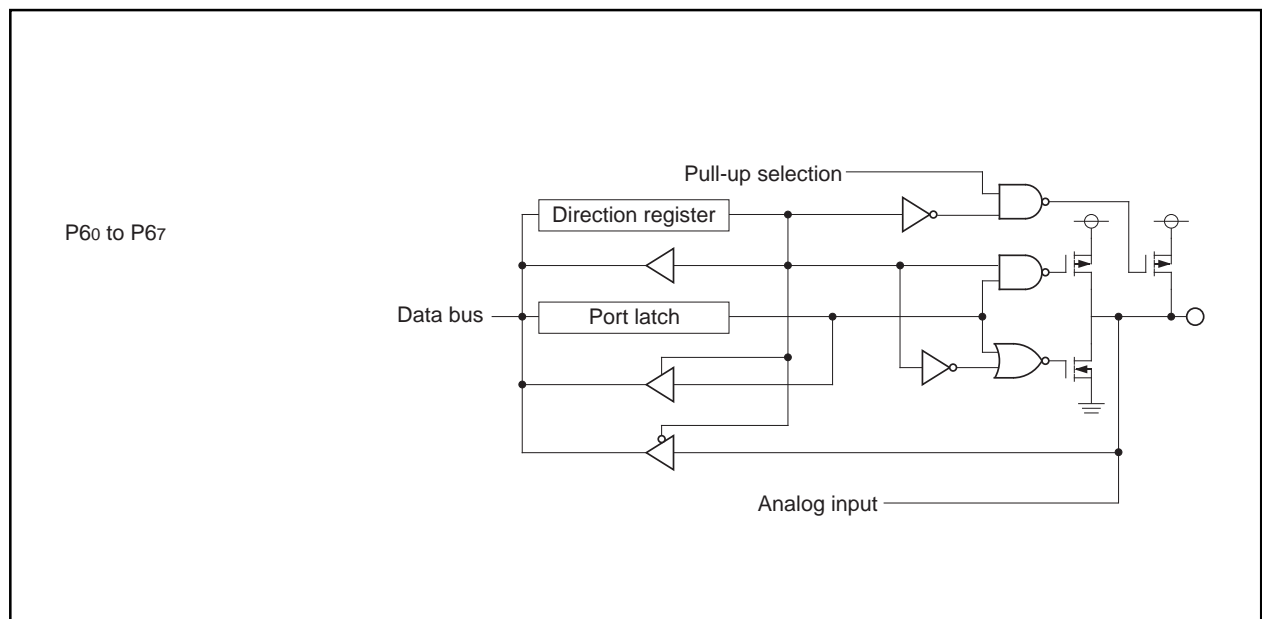 Pull-up selection
Direction register
P60 to P67
Data bus
Port latch
Analog input